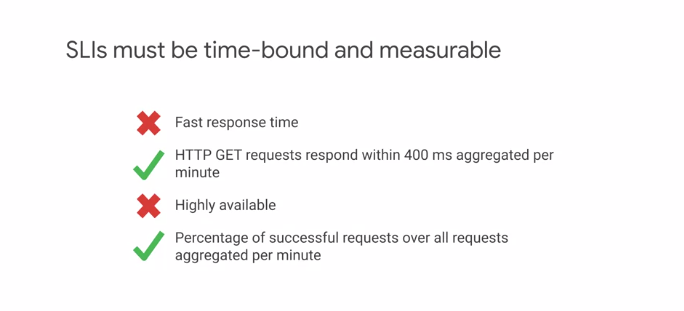 SLIs must be time-bound and measurable
Fast response time
HTTP GET requests respond within 400 ms aggregated per
minute
Highly available
Percentage of successful requests over all requests
aggregated per minute